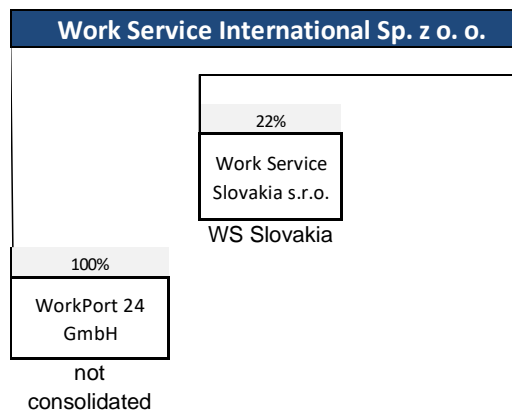 Work Service International Sp. z o. o.
22%
Work Service
Slovakia s.r.o.
WS Slovakia
100%
WorkPort 24
GmbH
not
consolidated